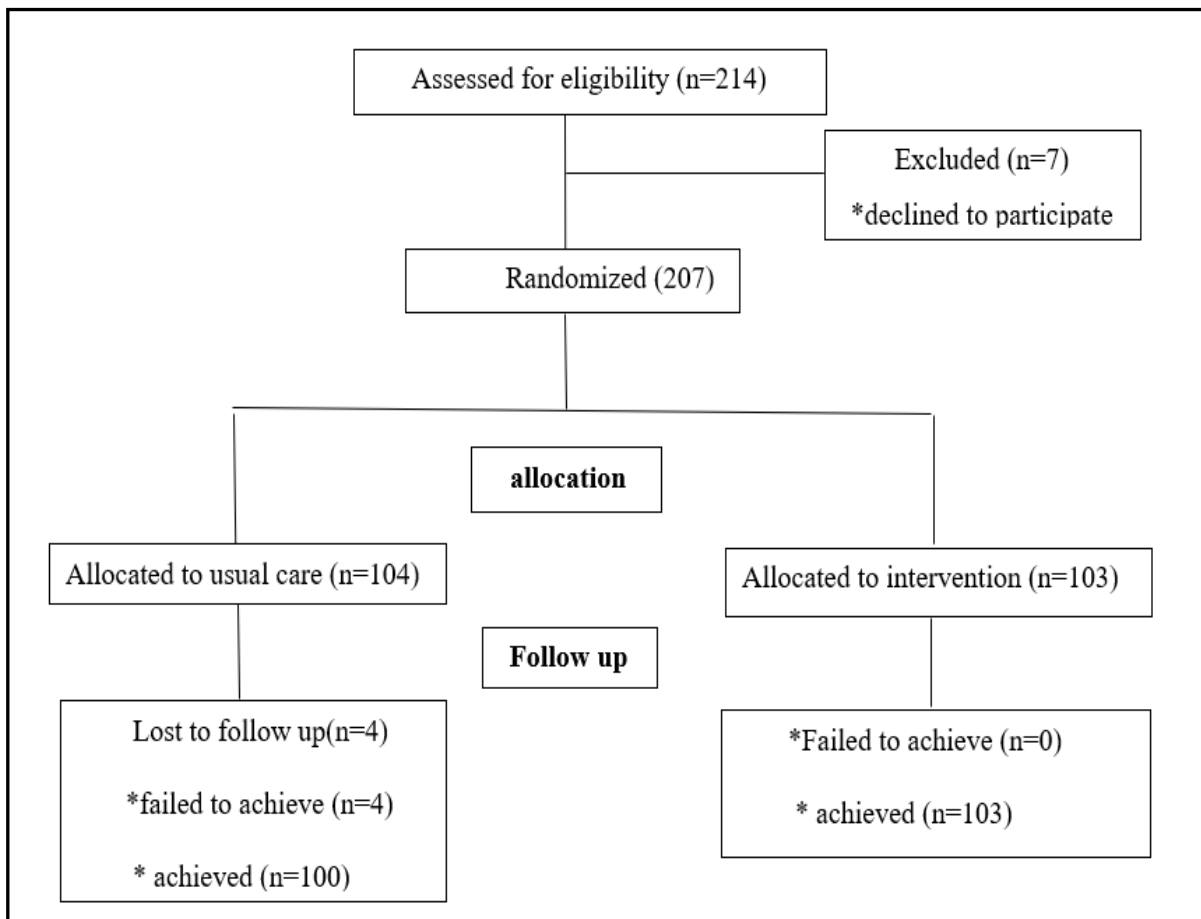 Assessed for eligibility (n=214)
Excluded (n=7)
*declined to participate
Randomized (207)
allocation
Allocated to usual care (n=104)
Allocated to intervention (n=103)
Follow up
Lost to follow up(n=4)
*failed to achieve (n=4)
* achieved (n=100)
*Failed to achieve (n=0)
* achieved (n=103)